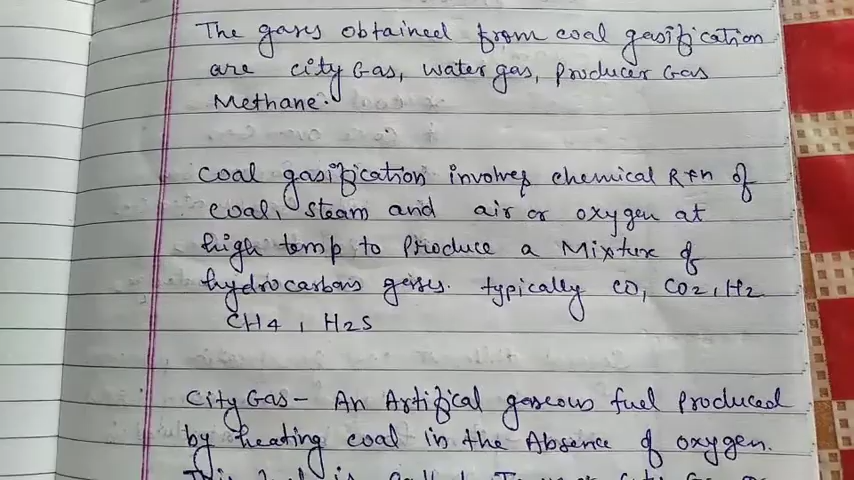 The gases obtained from coal gasification
are city Gas, water gas, Producer Gas
Methane.
Coal gasification involves chemical Rxn of
coal, steam and air or oxygen at
high temp to Produce a Mixture of
hydrocarbons gases. typically CO, CO2, H2
CH4, H2S
City Gas - An Artifical gaseous fuel Produced
by heating coal in the Absence of oxygen.
This